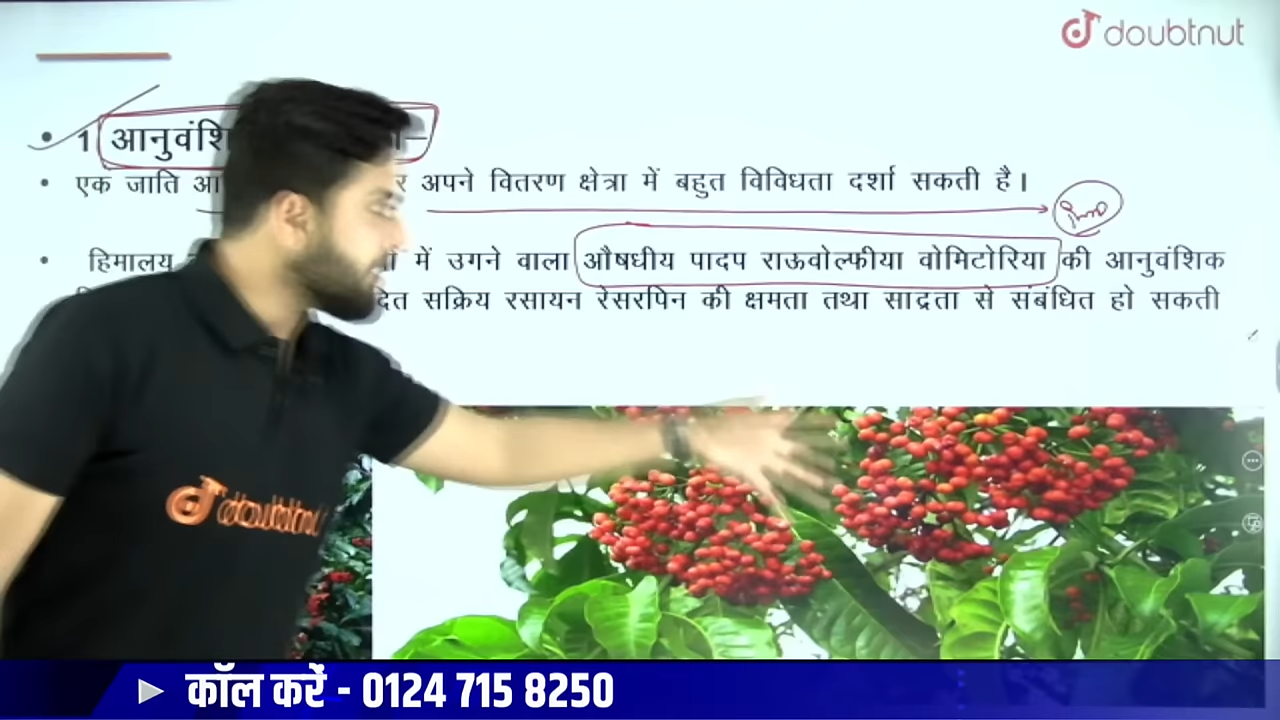 doubtnut
1 आनुवंशि
एक जाति आ र अपने वितरण क्षेत्रा में बहुत विविधता दर्शा सकती है।
हिमालय में उगने वाला औषधीय पादप राऊवोल्फीया वोमिटोरिया की आनुवंशिक
दित सक्रिय रसायन रेसरपिन की क्षमता तथा साद्रता से संबंधित हो सकती
doubtnut
कॉल करें - 0124 715 8250